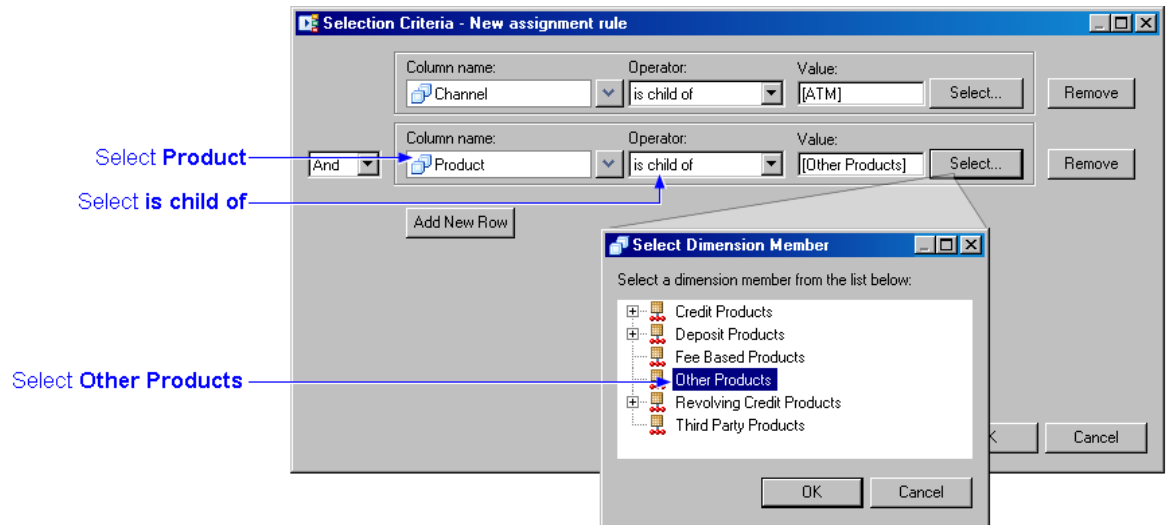 Selection Criteria - New assignment rule
Column name: Operator: Value:
Channel is child of [ATM] Select... Remove
Column name: Operator: Value:
Select Product
And Product is child of [Other Products] Select... Remove
Select is child of
Add New Row
Select Dimension Member
Select a dimension member from the list below:
Credit Products
Deposit Products
Fee Based Products
Select Other Products
Other Products
Revolving Credit Products
Third Party Products
K Cancel
OK Cancel